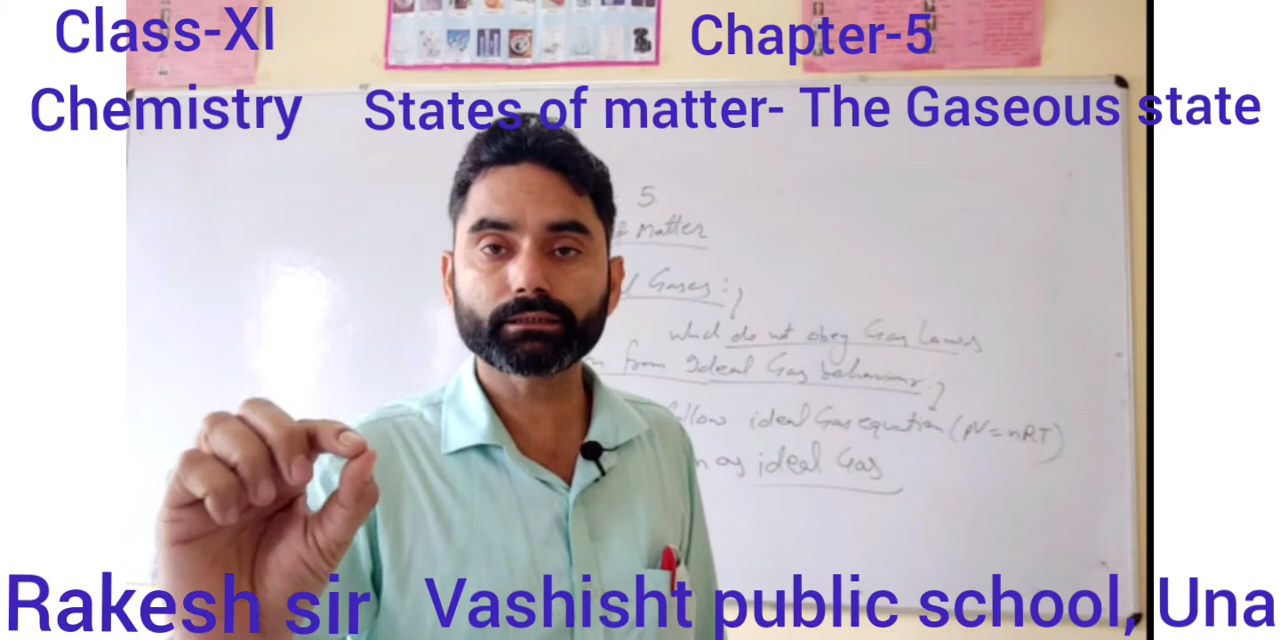 Class-XI
Chapter-5
Chemistry
States of matter- The Gaseous state
5
Matter
Gases :-
which do not obey Gas Laws
from Ideal Gas behaviour :-
follow ideal Gas equation (pV=nRT)
as ideal Gas
Rakesh sir
Vashisht public school, Una